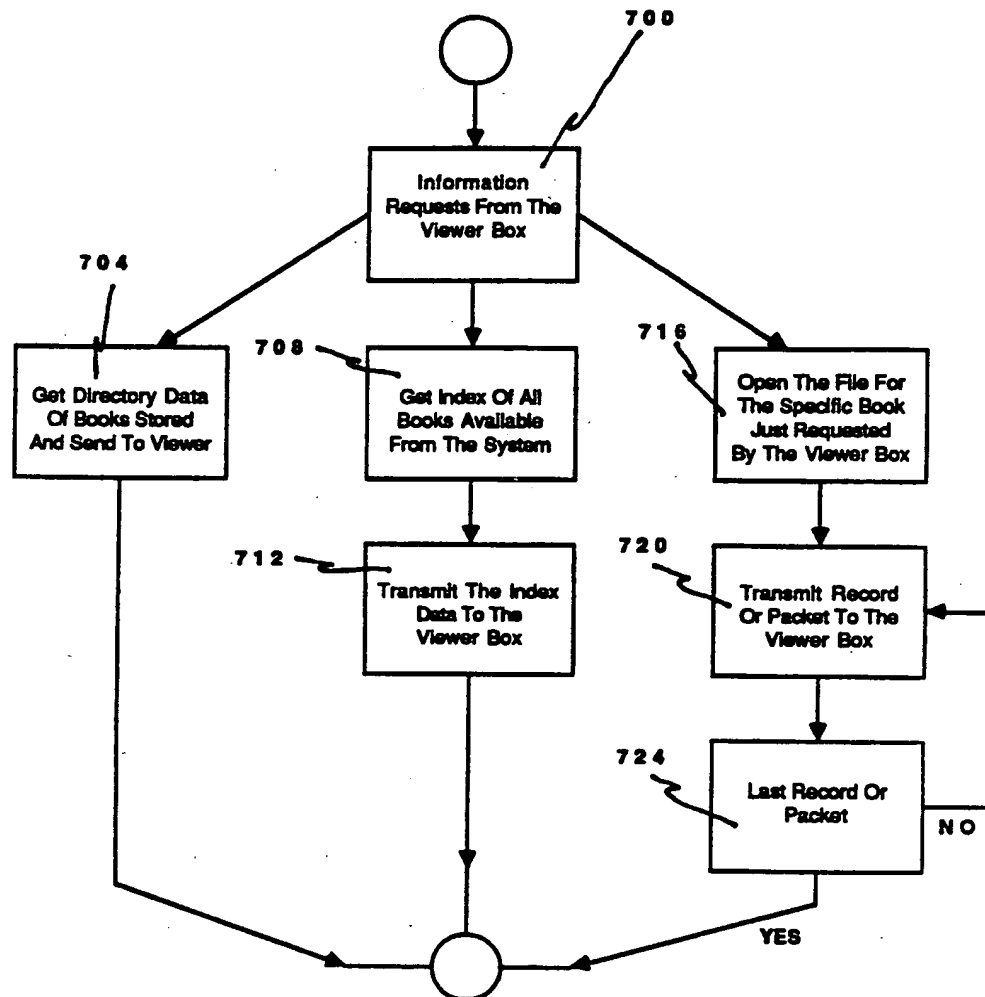 700
Information
Requests From The
Viewer Box
704
Get Directory Data
Of Books Stored
And Send To Viewer
708
Get Index Of All
Books Available
From The System
716
Open The File For
The Specific Book
Just Requested
By The Viewer Box
712
Transmit The Index
Data To The
Viewer Box
720
Transmit Record
Or Packet To The
Viewer Box
724
Last Record Or
Packet
NO
YES